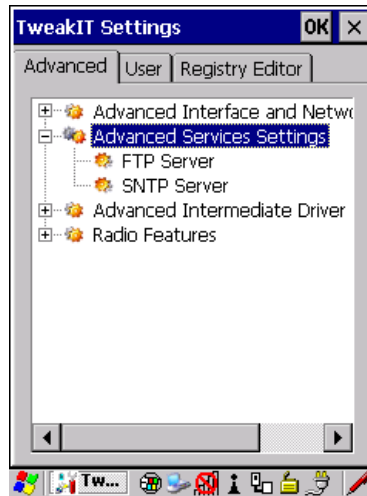 TweakIT Settings OK ×
Advanced User Registry Editor
Advanced Interface and Netwo
Advanced Services Settings
FTP Server
SNTP Server
Advanced Intermediate Driver
Radio Features
Tw...